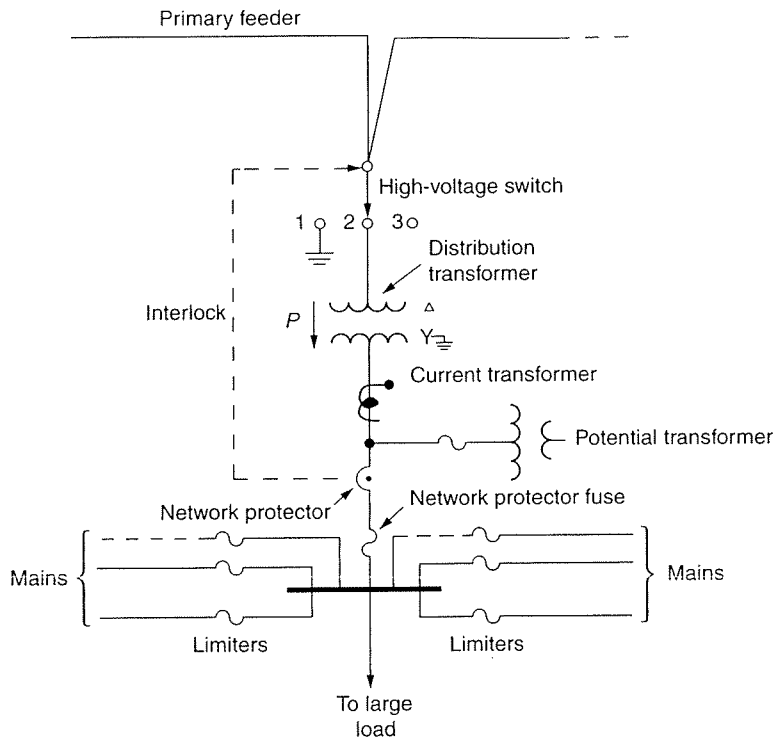 Primary feeder
High-voltage switch
1 2 3
Distribution
transformer
Interlock
P
Δ
Y
Current transformer
Potential transformer
Network protector
Network protector fuse
Mains
Mains
Limiters
Limiters
To large
load